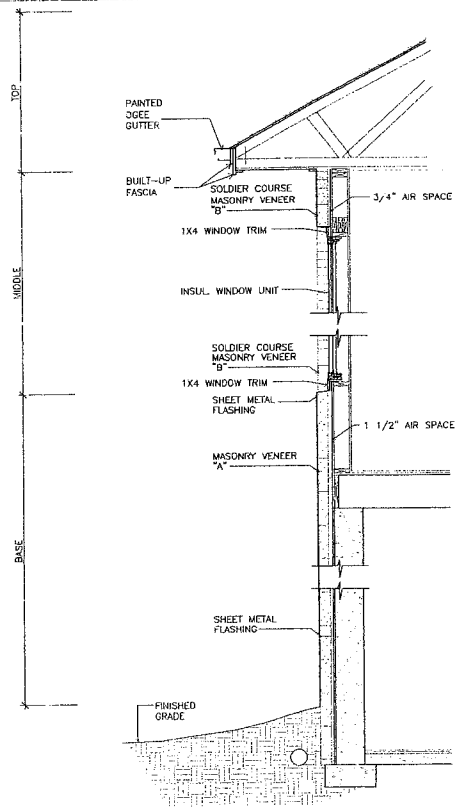 TOP
PAINTED
OGEE
GUTTER
BUILT-UP
FASCIA
SOLDIER COURSE
MASONRY VENEER
"B"
3/4" AIR SPACE
1X4 WINDOW TRIM
MIDDLE
INSUL WINDOW UNIT
SOLDIER COURSE
MASONRY VENEER
"B"
1X4 WINDOW TRIM
SHEET METAL
FLASHING
1 1/2" AIR SPACE
MASONRY VENEER
"A"
BASE
SHEET METAL
FLASHING
FINISHED
GRADE